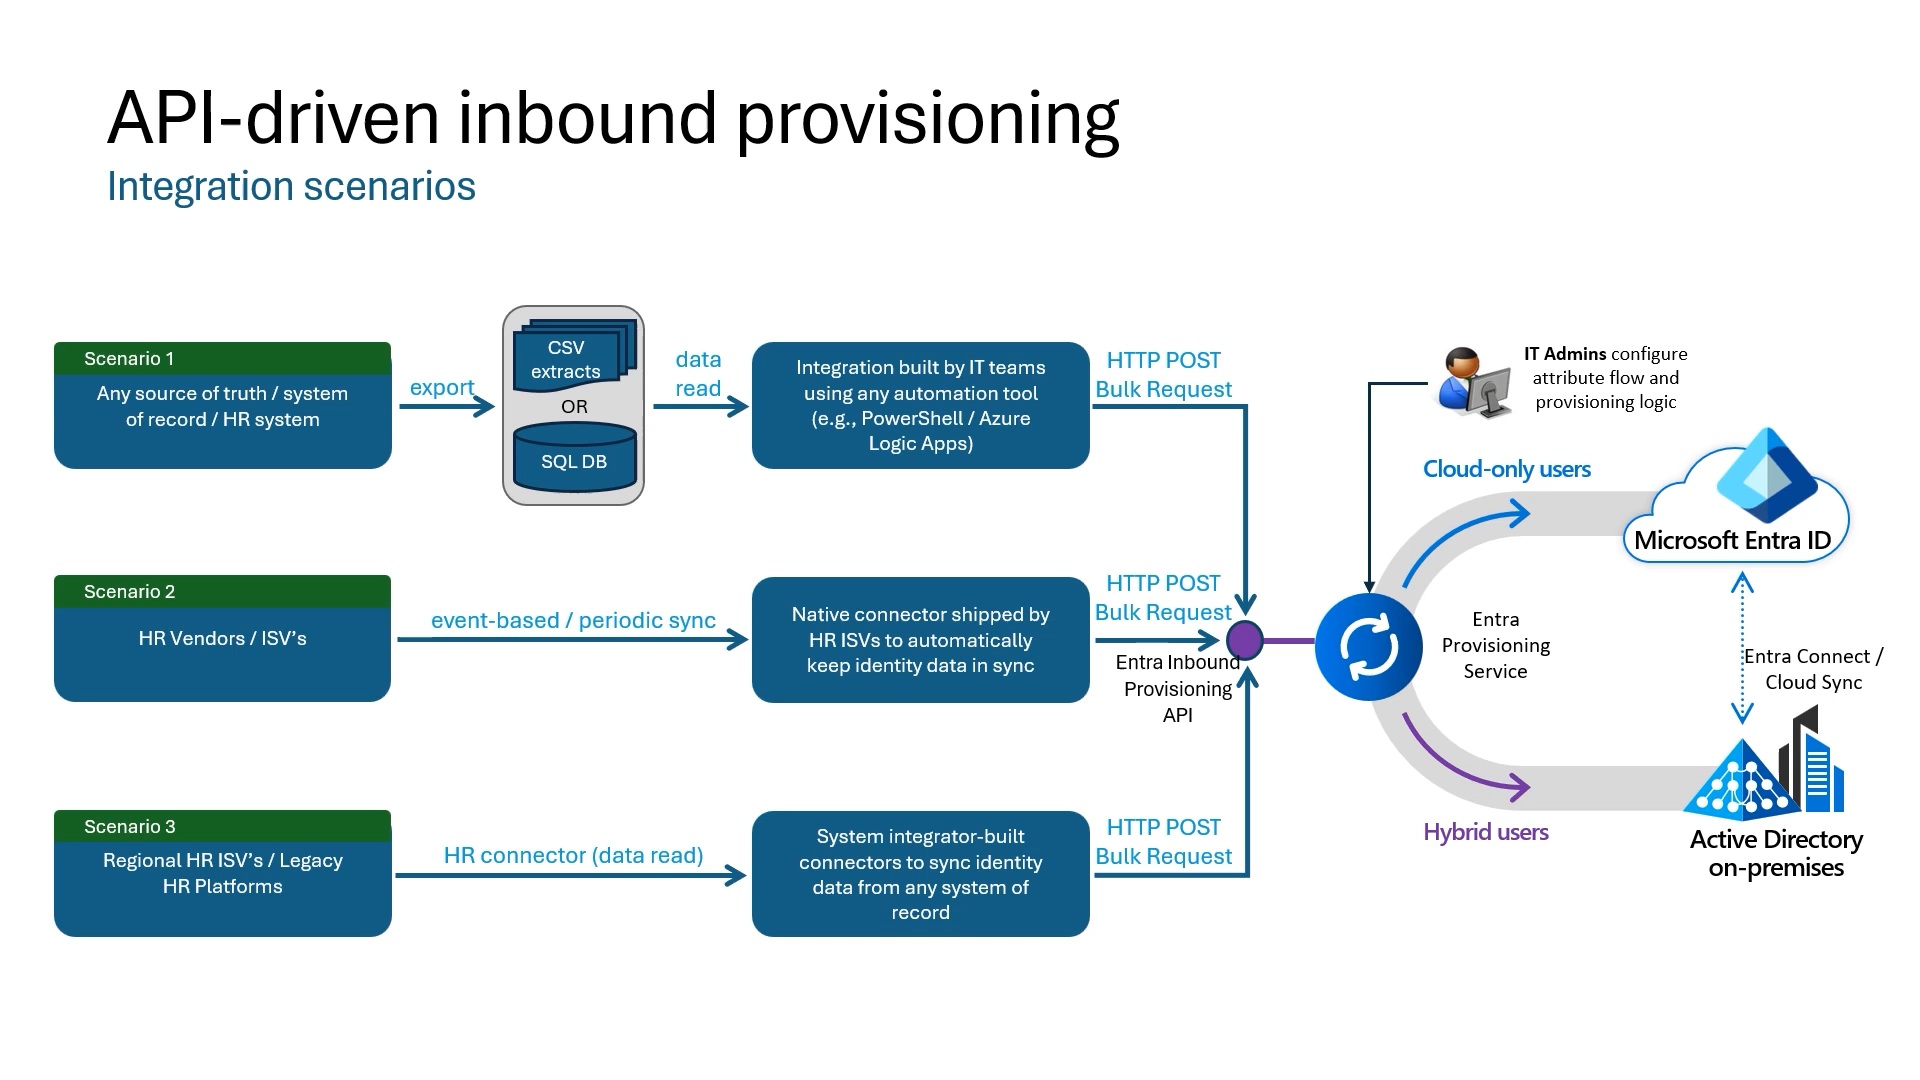 API-driven inbound provisioning
Integration scenarios
Scenario 1
Any source of truth / system
of record / HR system
export
CSV
extracts
OR
SQL DB
data
read
Integration built by IT teams
using any automation tool
(e.g., PowerShell / Azure
Logic Apps)
HTTP POST
Bulk Request
IT Admins configure
attribute flow and
provisioning logic
Cloud-only users
Microsoft Entra ID
Scenario 2
HR Vendors / ISV's
event-based / periodic sync
Native connector shipped by
HR ISVs to automatically
keep identity data in sync
HTTP POST
Bulk Request
Entra Inbound
Provisioning
API
Entra
Provisioning
Service
Entra Connect /
Cloud Sync
Scenario 3
Regional HR ISV's / Legacy
HR Platforms
HR connector (data read)
System integrator-built
connectors to sync identity
data from any system of
record
HTTP POST
Bulk Request
Hybrid users
Active Directory
on-premises